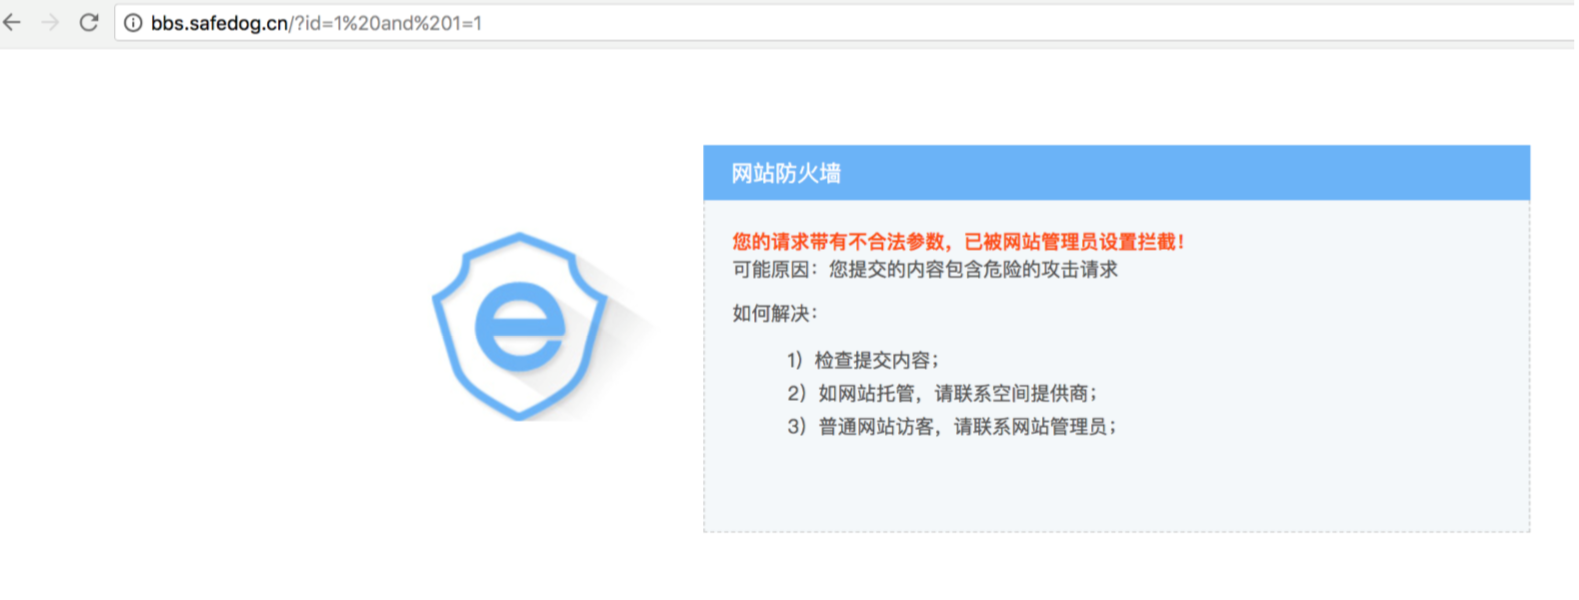 bbs.safedog.cn/?id=1%20and%201=1
网站防火墙
您的请求带有不合法参数，已被网站管理员设置拦截！
可能原因：您提交的内容包含危险的攻击请求
如何解决：
1）检查提交内容；
2）如网站托管，请联系空间提供商；
3）普通网站访客，请联系网站管理员；